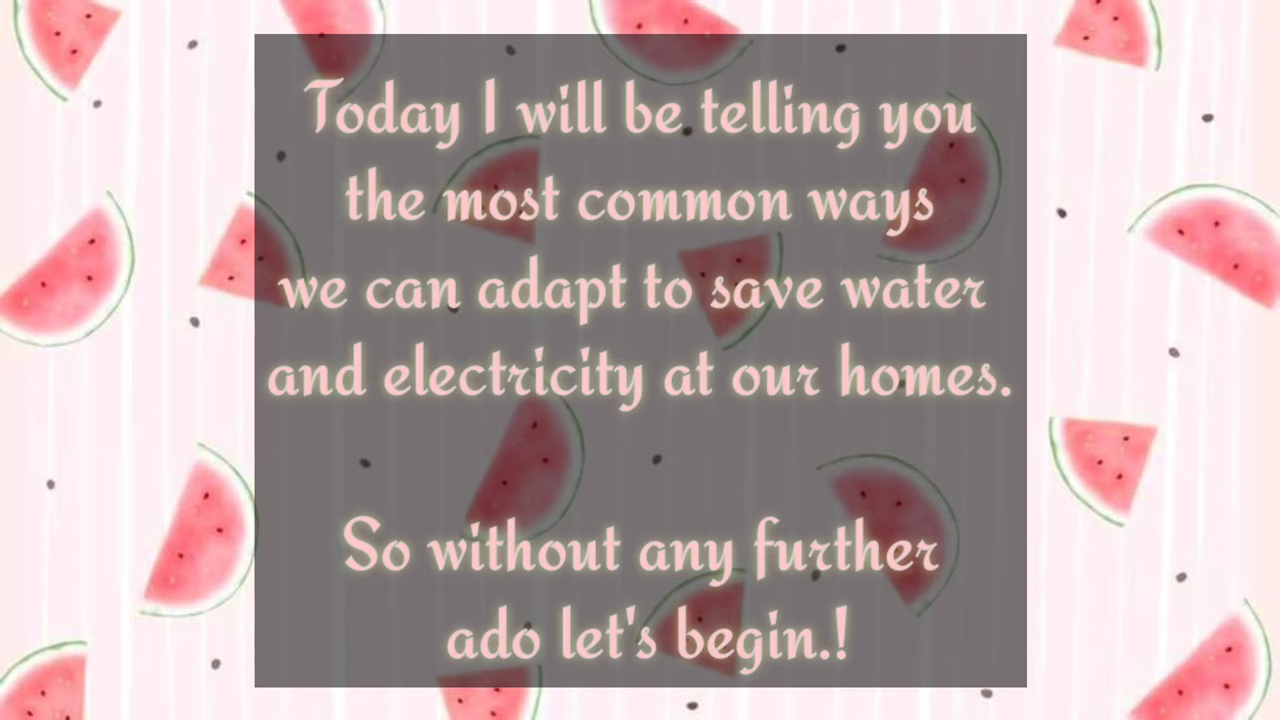 Today I will be telling you
the most common ways
we can adapt to save water
and electricity at our homes.
So without any further
ado let's begin.!